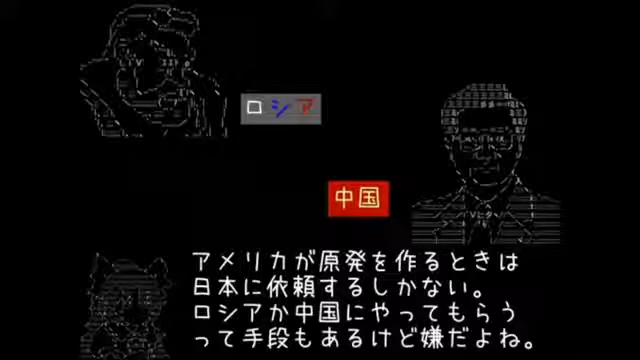 ロシア
中国
アメリカが原発を作るときは
日本に依頼するしかない。
ロシアか中国にやってもらう
って手段もあるけど嫌だよね。